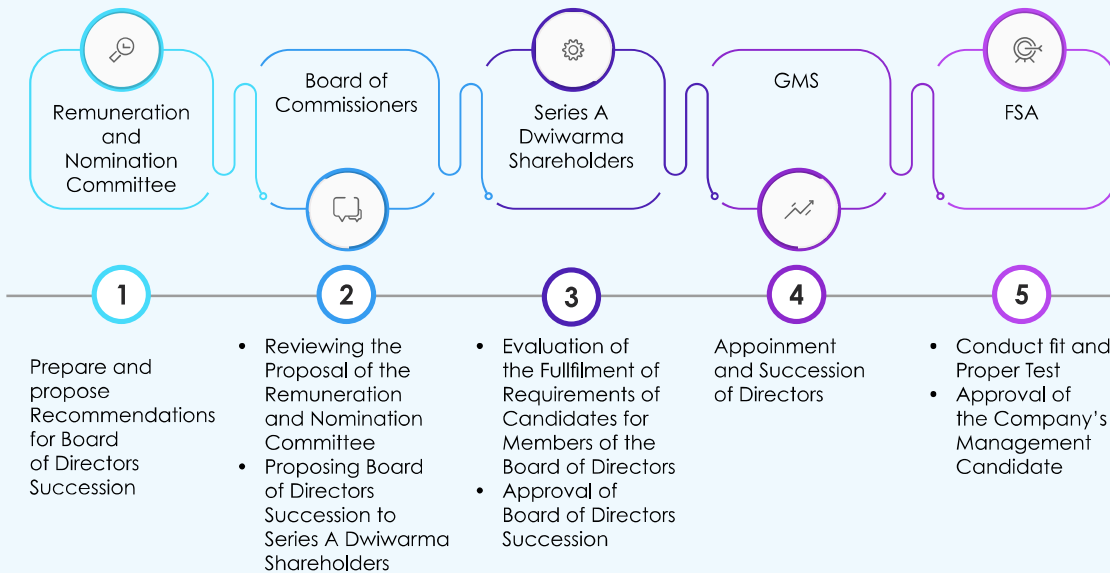 Remuneration
and
Nomination
Committee
Board of
Commissioners
Series A
Dwiwarma
Shareholders
GMS
FSA
1
2
3
4
5
Prepare and
propose
Recommendations
for Board
of Directors
Succession
• Reviewing the
Proposal of the
Remuneration
and Nomination
Committee
• Proposing Board
of Directors
Succession to
Series A Dwiwarma
Shareholders
• Evaluation of
the Fullfilment of
Requirements of
Candidates for
Members of the
Board of Directors
• Approval of
Board of Directors
Succession
Appoinment
and Succession
of Directors
• Conduct fit and
Proper Test
• Approval of
the Company’s
Management
Candidate